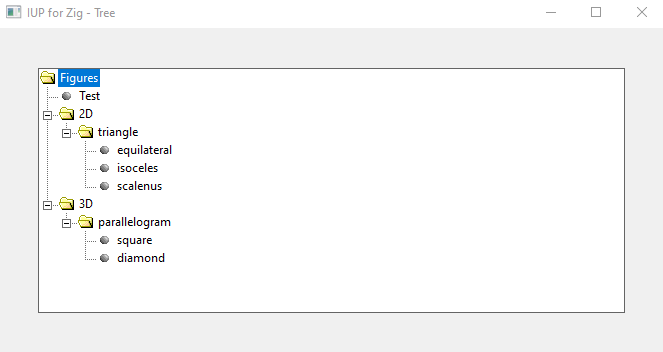 IUP for Zig - Tree
Figures
Test
2D
triangle
equilateral
isoceles
scalenus
3D
parallelogram
square
diamond